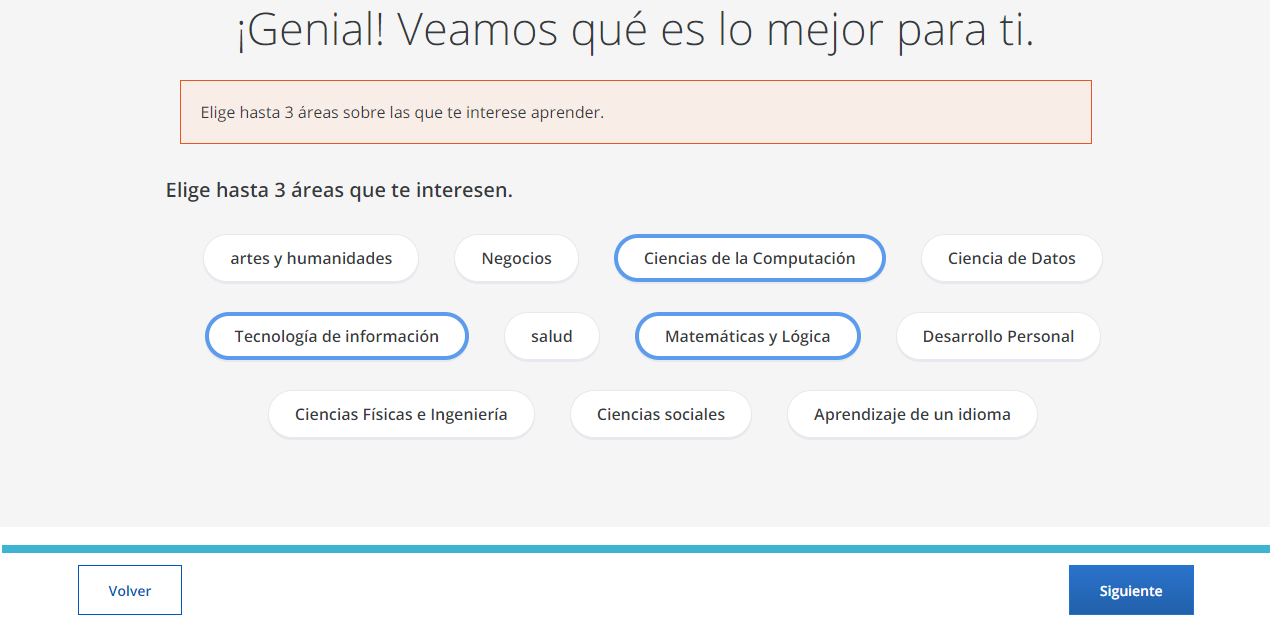 ¡Genial! Veamos qué es lo mejor para ti.
Elige hasta 3 áreas sobre las que te interese aprender.
Elige hasta 3 áreas que te interesen.
artes y humanidades Negocios Ciencias de la Computación Ciencia de Datos
Tecnología de información salud Matemáticas y Lógica Desarrollo Personal
Ciencias Físicas e Ingeniería Ciencias sociales Aprendizaje de un idioma
Volver Siguiente